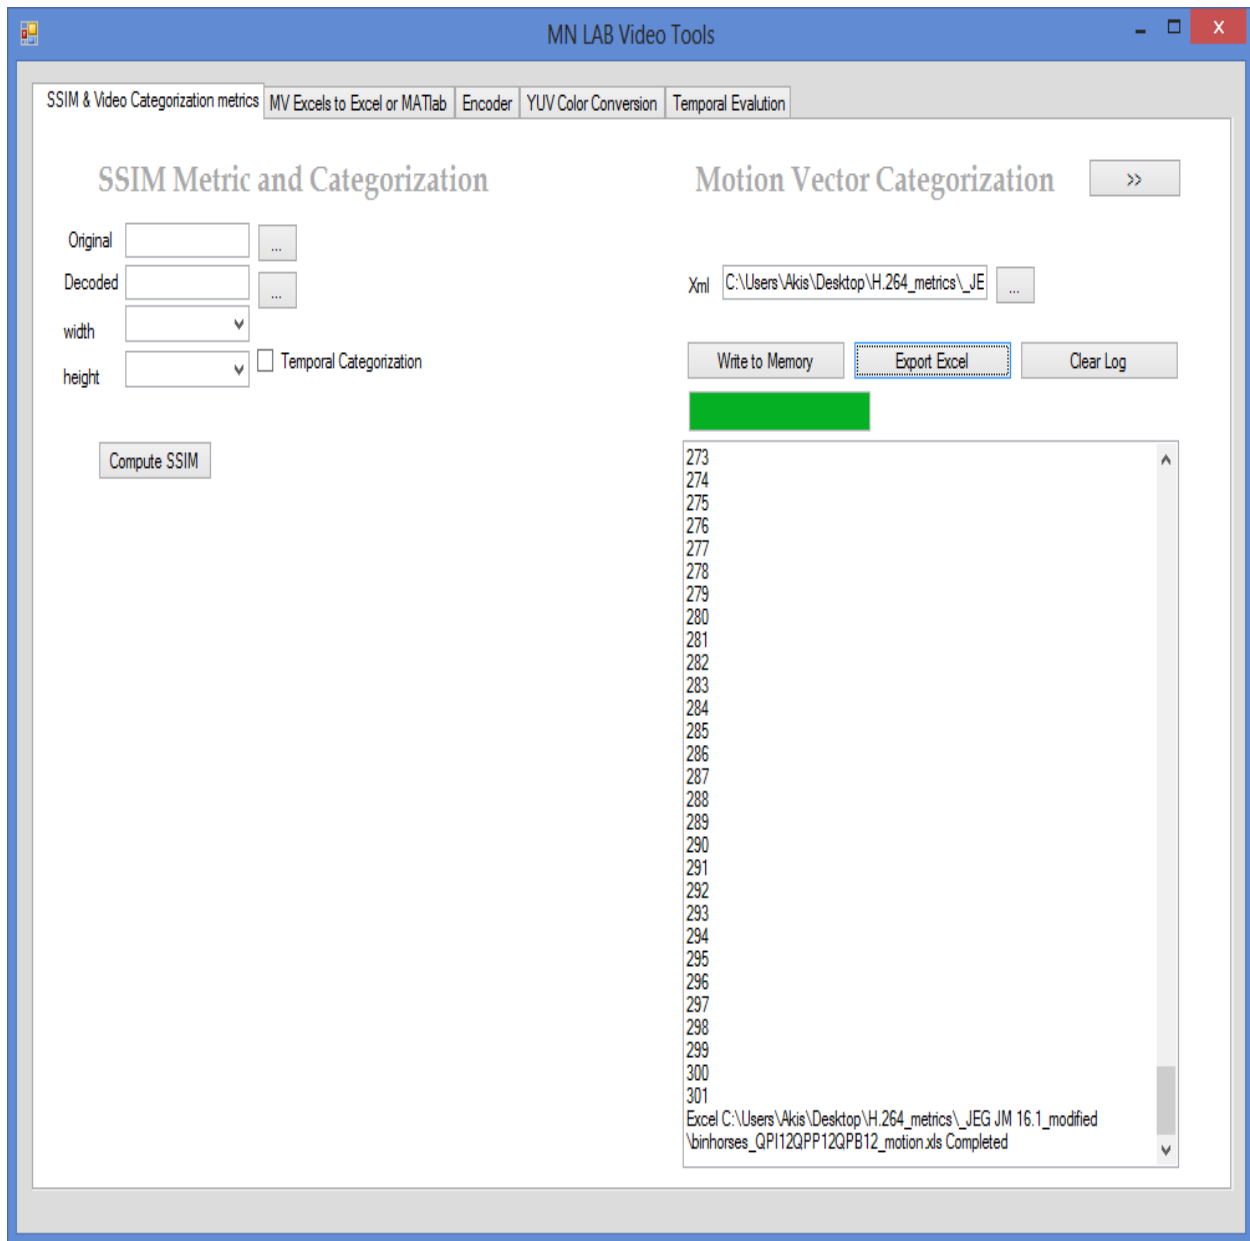 MN LAB Video Tools
X
SSIM & Video Categorization metrics
MV Excels to Excel or MATlab
Encoder
YUV Color Conversion
Temporal Evalution
SSIM Metric and Categorization
Original
...
Decoded
...
width
height
Temporal Categorization
Compute SSIM
Motion Vector Categorization
>>
Xml
C:\Users\Akis\Desktop\H.264_metrics\_JE
...
Write to Memory
Export Excel
Clear Log
273
274
275
276
277
278
279
280
281
282
283
284
285
286
287
288
289
290
291
292
293
294
295
296
297
298
299
300
301
Excel C:\Users\Akis\Desktop\H.264_metrics\_JEG JM 16.1_modified
\binhorses_QPI12QPP12QPB12_motion.xls Completed